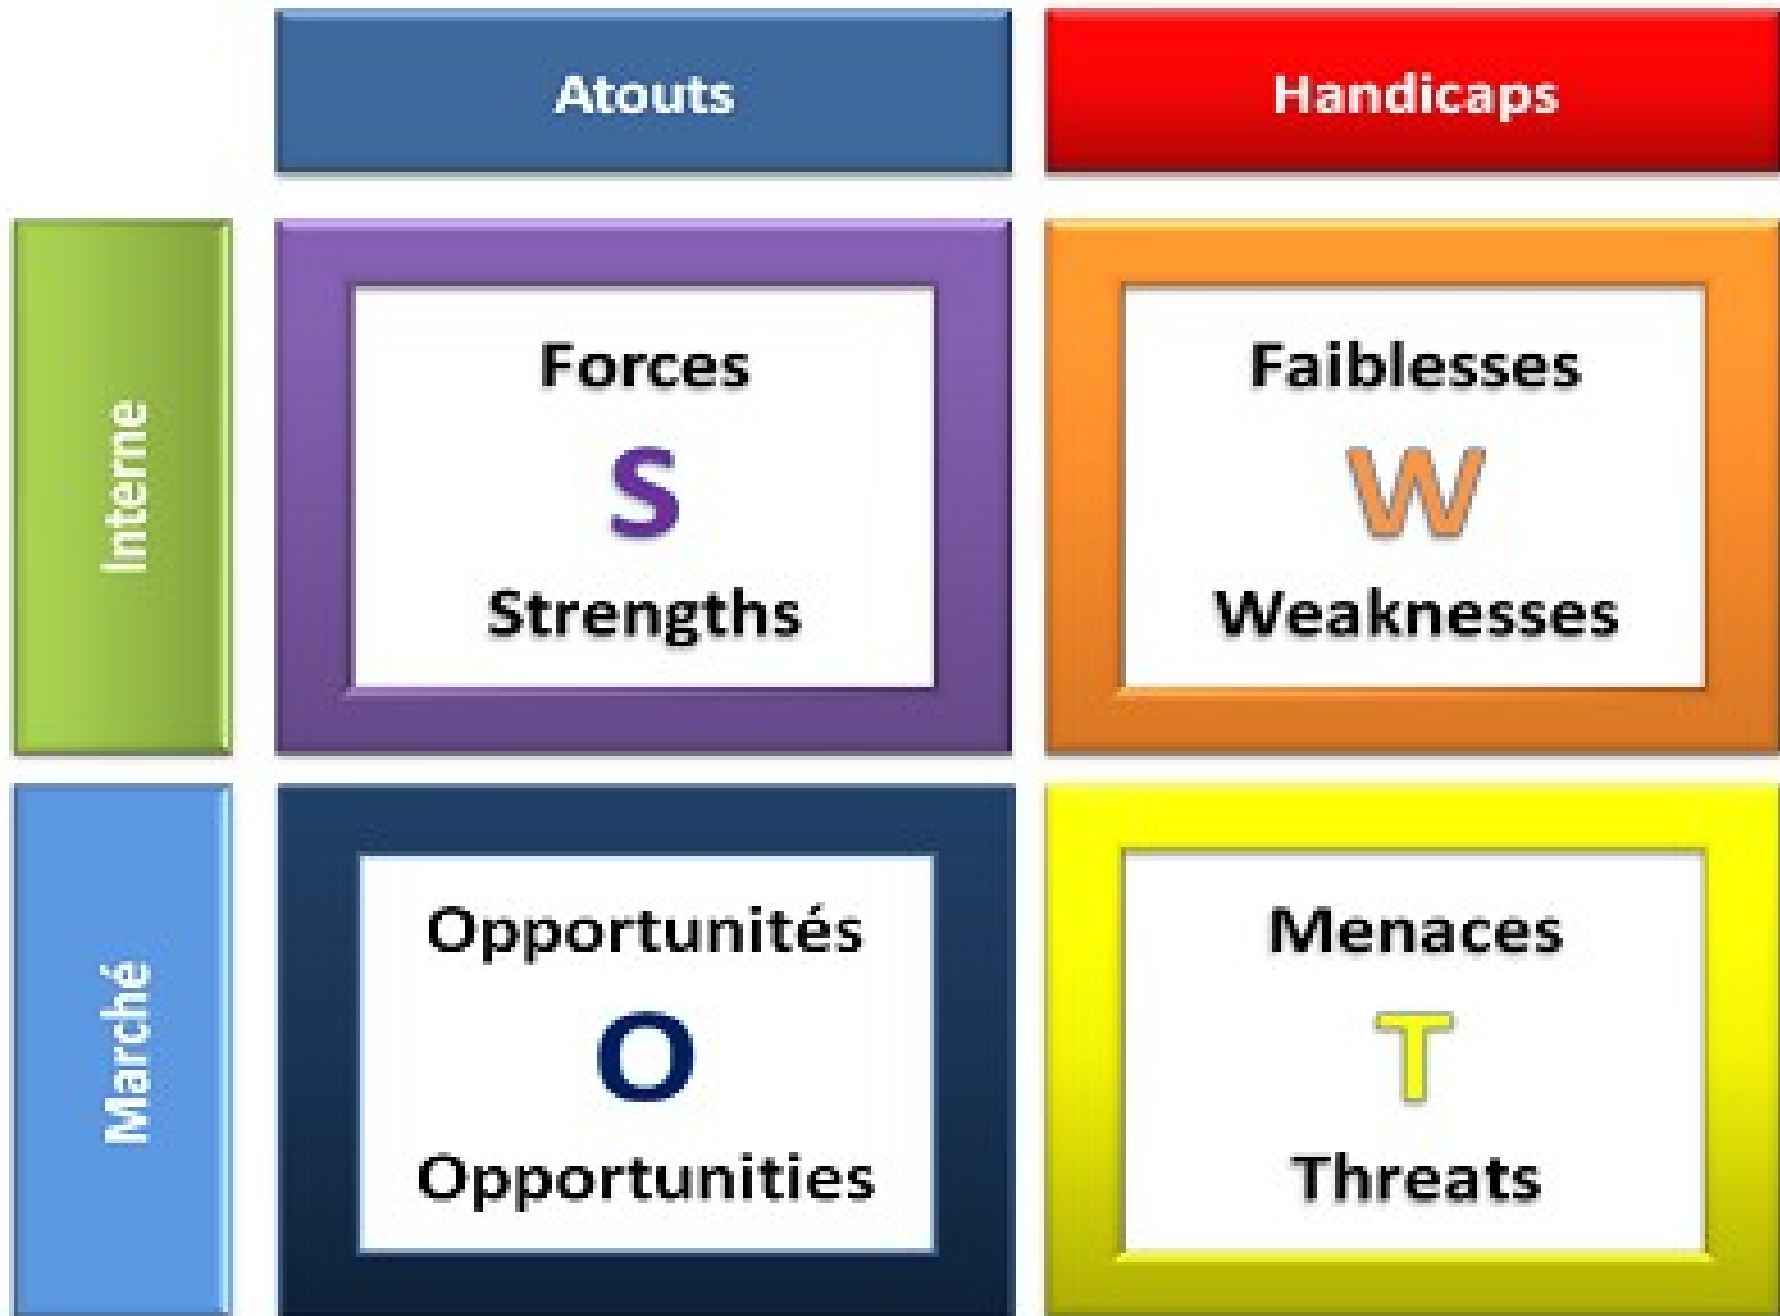 Atouts
Handicaps
Interne
Forces
S
Strengths
Faiblesses
W
Weaknesses
Marché
Opportunités
O
Opportunities
Menaces
T
Threats